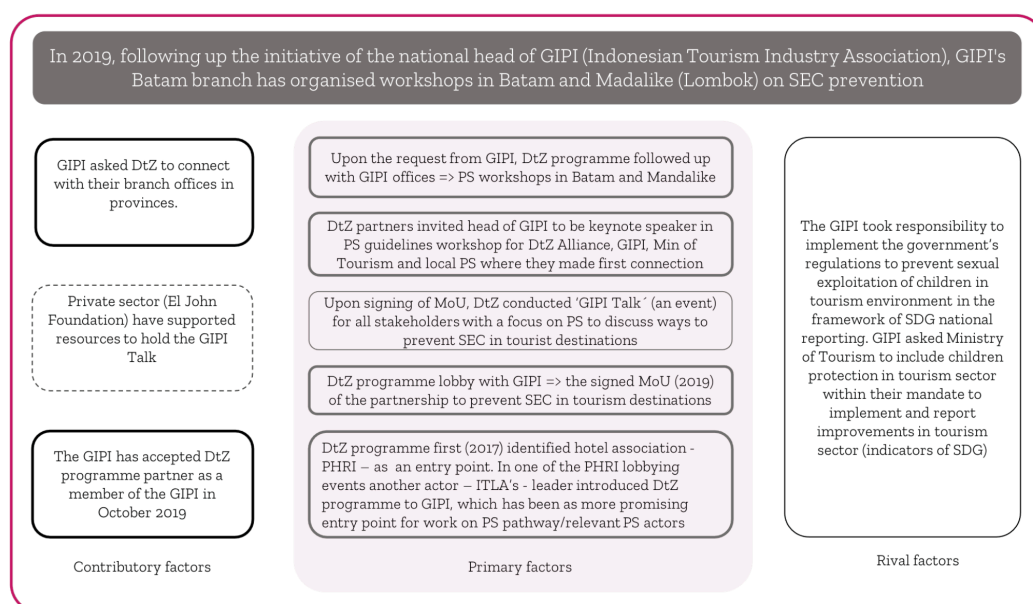 In 2019, following up the initiative of the national head of GIPI (Indonesian Tourism Industry Association), GIPI's
Batam branch has organised workshops in Batam and Madalike (Lombok) on SEC prevention
GIPI asked DtZ to connect
with their branch offices in
provinces.
Private sector (El John
Foundation) have supported
resources to hold the GIPI
Talk
The GIPI has accepted DtZ
programme partner as a
member of the GIPI in
October 2019
Contributory factors
Upon the request from GIPI, DtZ programme followed up
with GIPI offices => PS workshops in Batam and Mandalike
DtZ partners invited head of GIPI to be keynote speaker in
PS guidelines workshop for DtZ Alliance, GIPI, Min of
Tourism and local PS where they made first connection
Upon signing of MoU, DtZ conducted ‘GIPI Talk´ (an event)
for all stakeholders with a focus on PS to discuss ways to
prevent SEC in tourist destinations
DtZ programme lobby with GIPI => the signed MoU (2019)
of the partnership to prevent SEC in tourism destinations
DtZ programme first (2017) identified hotel association -
PHRI – as an entry point. In one of the PHRI lobbying
events another actor – ITLA’s - leader introduced DtZ
programme to GIPI, which has been as more promising
entry point for work on PS pathway/relevant PS actors
Primary factors
The GIPI took responsibility to
implement the government’s
regulations to prevent sexual
exploitation of children in
tourism environment in the
framework of SDG national
reporting. GIPI asked Ministry
of Tourism to include children
protection in tourism sector
within their mandate to
implement and report
improvements in tourism
sector (indicators of SDG)
Rival factors